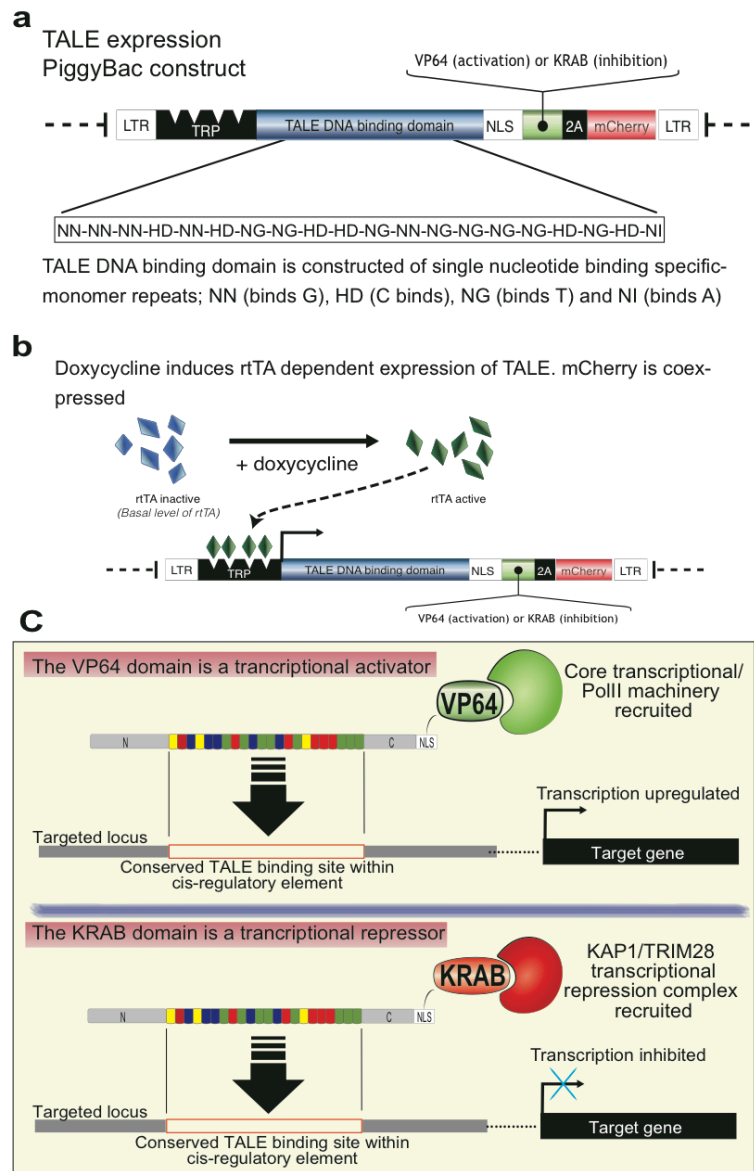 a
TALE expression
PiggyBac construct
VP64 (activation) or KRAB (inhibition)
LTR TRP TALE DNA binding domain NLS 2A mCherry LTR
NN-NN-NN-HD-NN-HD-NG-NG-HD-HD-NG-NN-NG-NG-NG-NG-HD-NG-HD-NI
TALE DNA binding domain is constructed of single nucleotide binding specific-
monomer repeats; NN (binds G), HD (C binds), NG (binds T) and NI (binds A)
b
Doxycycline induces rtTA dependent expression of TALE. mCherry is coex-
pressed
+ doxycycline
rtTA inactive
(Basal level of rtTA)
rtTA active
LTR TRP TALE DNA binding domain NLS 2A mCherry LTR
VP64 (activation) or KRAB (inhibition)
C
The VP64 domain is a trancriptional activator
VP64
Core transcriptional/
PolII machinery
recruited
N C NLS
Transcription upregulated
Targeted locus
Target gene
Conserved TALE binding site within
cis-regulatory element
The KRAB domain is a trancriptional repressor
KRAB
KAP1/TRIM28
transcriptional
repression complex
recruited
N C NLS
Transcription inhibited
Targeted locus
Target gene
Conserved TALE binding site within
cis-regulatory element